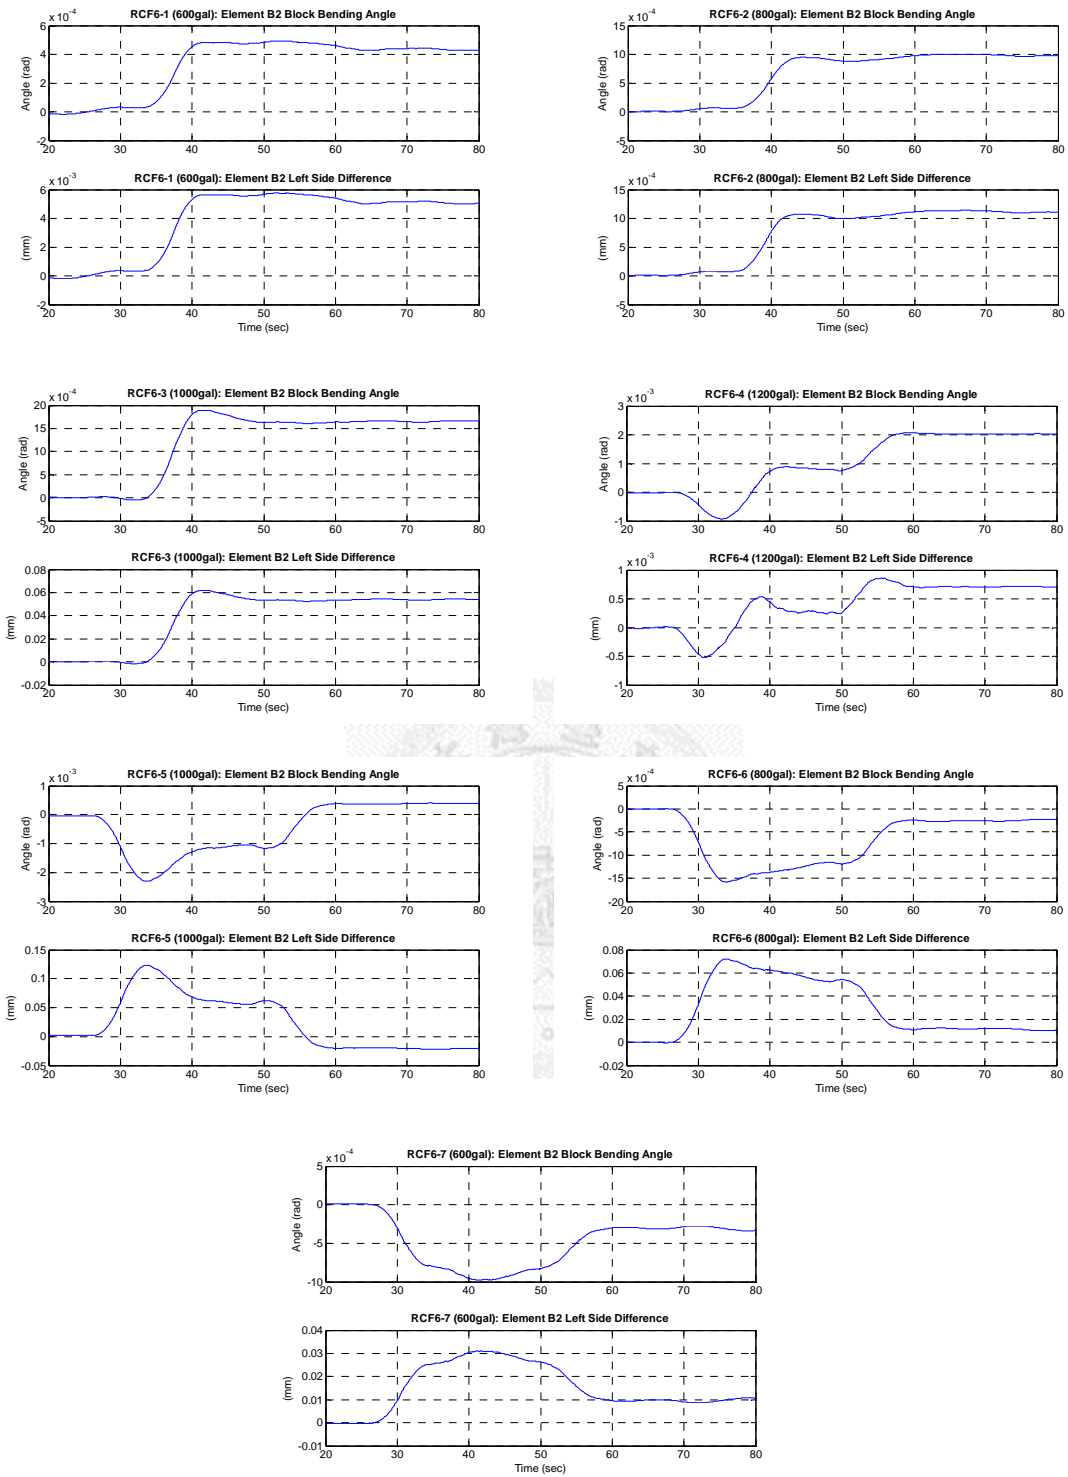 RCF6-1 (600gal): Element B2 Block Bending Angle
x 10^-4
6
4
2
0
-2
Angle (rad)
20 30 40 50 60 70 80
RCF6-1 (600gal): Element B2 Left Side Difference
x 10^-3
6
4
2
0
-2
(mm)
20 30 40 50 60 70 80
Time (sec)
RCF6-2 (800gal): Element B2 Block Bending Angle
x 10^-4
15
10
5
0
-5
Angle (rad)
20 30 40 50 60 70 80
RCF6-2 (800gal): Element B2 Left Side Difference
x 10^-4
15
10
5
0
-5
(mm)
20 30 40 50 60 70 80
Time (sec)
RCF6-3 (1000gal): Element B2 Block Bending Angle
x 10^-4
20
15
10
5
0
-5
Angle (rad)
20 30 40 50 60 70 80
RCF6-3 (1000gal): Element B2 Left Side Difference
0.08
0.06
0.04
0.02
0
-0.02
(mm)
20 30 40 50 60 70 80
Time (sec)
RCF6-4 (1200gal): Element B2 Block Bending Angle
x 10^-3
3
2
1
0
-1
Angle (rad)
20 30 40 50 60 70 80
RCF6-4 (1200gal): Element B2 Left Side Difference
x 10^-3
1
0.5
0
-0.5
-1
(mm)
20 30 40 50 60 70 80
Time (sec)
RCF6-5 (1000gal): Element B2 Block Bending Angle
x 10^-3
1
0
-1
-2
-3
Angle (rad)
20 30 40 50 60 70 80
RCF6-5 (1000gal): Element B2 Left Side Difference
0.15
0.1
0.05
0
-0.05
(mm)
20 30 40 50 60 70 80
Time (sec)
RCF6-6 (800gal): Element B2 Block Bending Angle
x 10^-4
5
0
-5
-10
-15
-20
Angle (rad)
20 30 40 50 60 70 80
RCF6-6 (800gal): Element B2 Left Side Difference
0.08
0.06
0.04
0.02
0
-0.02
(mm)
20 30 40 50 60 70 80
Time (sec)
RCF6-7 (600gal): Element B2 Block Bending Angle
x 10^-4
5
0
-5
-10
Angle (rad)
20 30 40 50 60 70 80
RCF6-7 (600gal): Element B2 Left Side Difference
0.04
0.03
0.02
0.01
0
-0.01
(mm)
20 30 40 50 60 70 80
Time (sec)